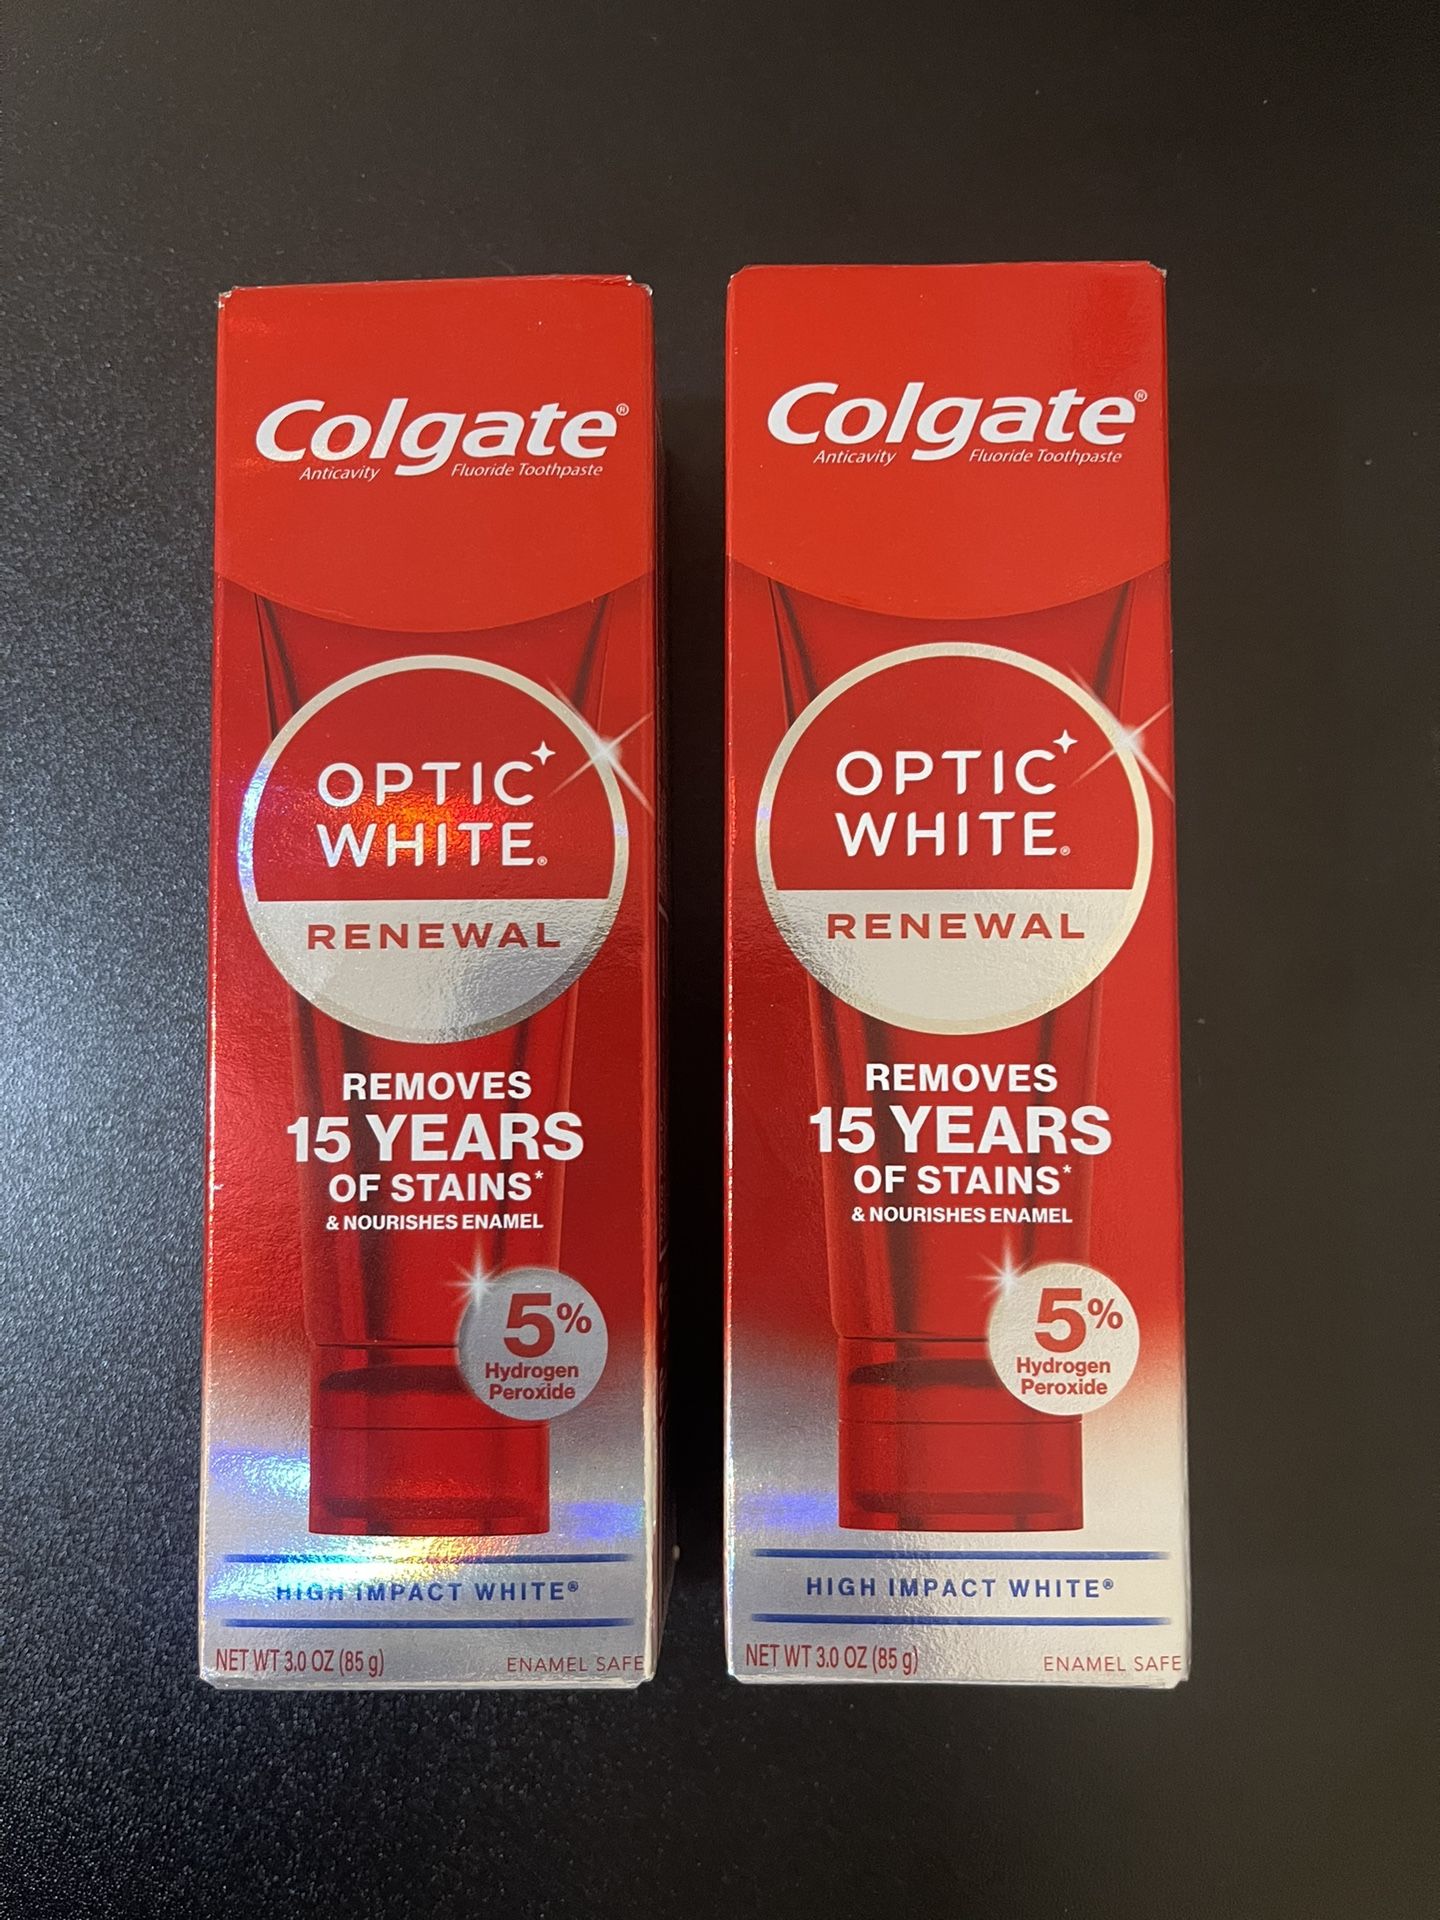 Colgate®
Anticavity Fluoride Toothpaste
OPTIC
WHITE®
RENEWAL
REMOVES
15 YEARS
OF STAINS*
& NOURISHES ENAMEL
5%
Hydrogen
Peroxide
HIGH IMPACT WHITE®
NET WT 3.0 OZ (85 g) ENAMEL SAFE
Colgate®
Anticavity Fluoride Toothpaste
OPTIC
WHITE®
RENEWAL
REMOVES
15 YEARS
OF STAINS*
& NOURISHES ENAMEL
5%
Hydrogen
Peroxide
HIGH IMPACT WHITE®
NET WT 3.0 OZ (85 g) ENAMEL SAFE